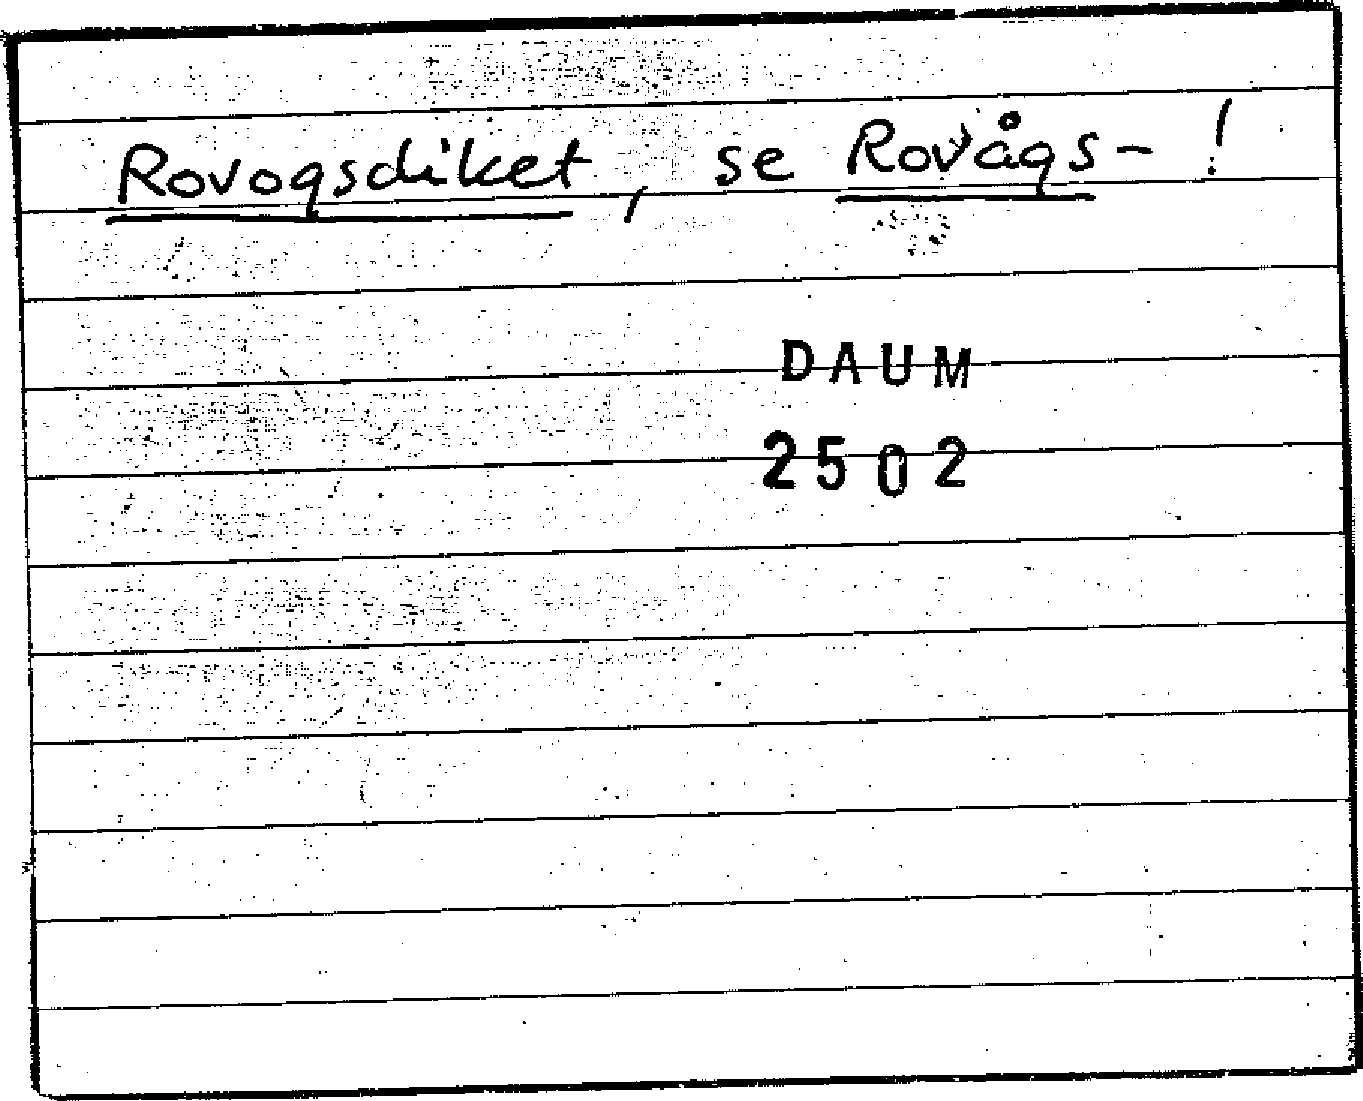 Rovogsdiket, se Rovågs- !
DAUM
2502